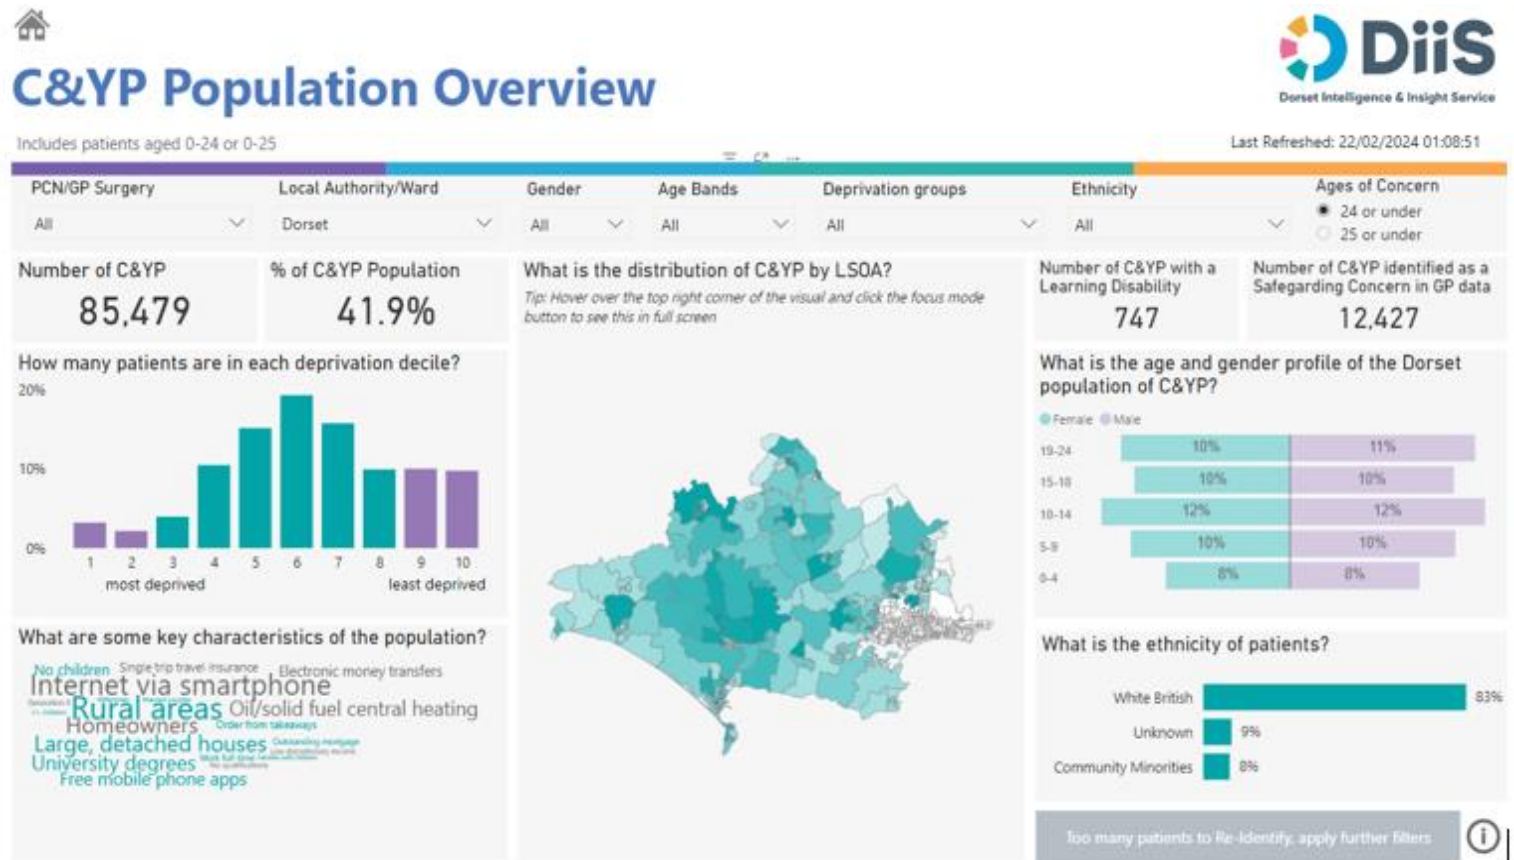 C&YP Population Overview
DiiS
Dorset Intelligence & Insight Service
Includes patients aged 0-24 or 0-25
Last Refreshed: 22/02/2024 01:08:51
PCN/GP Surgery
All
Local Authority/Ward
Dorset
Gender
All
Age Bands
All
Deprivation groups
All
Ethnicity
All
Ages of Concern
24 or under
25 or under
Number of C&YP
85,479
% of C&YP Population
41.9%
How many patients are in each deprivation decile?
20%
10%
0%
1 2 3 4 5 6 7 8 9 10
most deprived
least deprived
What are some key characteristics of the population?
No children
Single trip travel insurance
Electronic money transfers
Internet via smartphone
Rural areas
Oil/solid fuel central heating
Homeowners
Order from takeaways
Large, detached houses
Outstanding mortgage
University degrees
Free mobile phone apps
What is the distribution of C&YP by LSOA?
Tip: Hover over the top right corner of the visual and click the focus mode
button to see this in full screen
Number of C&YP with a
Learning Disability
747
Number of C&YP identified as a
Safegarding Concern in GP data
12,427
What is the age and gender profile of the Dorset
population of C&YP?
Female Male
19-24 10% 11%
15-18 10% 10%
10-14 12% 12%
5-9 10% 10%
0-4 8% 8%
What is the ethnicity of patients?
White British 83%
Unknown 9%
Community Minorities 8%
Too many patients to Re-Identify, apply further filters